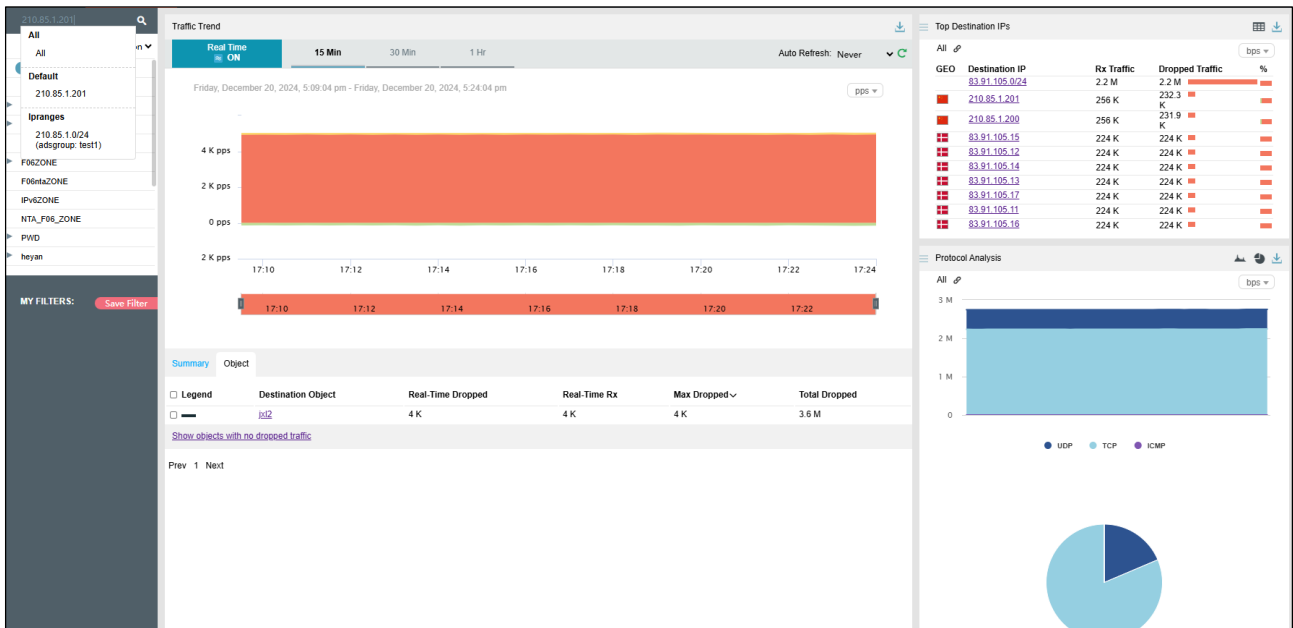 210.85.1.201
All
All
Default
210.85.1.201
Ipranges
210.85.1.0/24
(adsgroup: test1)
F06ZONE
F06ntaZONE
IPv6ZONE
NTA_F06_ZONE
PWD
heyan
MY FILTERS:
Save Filter
Traffic Trend
Real Time
ON
15 Min
30 Min
1 Hr
Auto Refresh: Never
Friday, December 20, 2024, 5:09:04 pm - Friday, December 20, 2024, 5:24:04 pm
pps
4 K pps
2 K pps
0 pps
2 K pps
17:10 17:12 17:14 17:16 17:18 17:20 17:22 17:24
17:10 17:12 17:14 17:16 17:18 17:20 17:22
Summary Object
Legend Destination Object Real-Time Dropped Real-Time Rx Max Dropped Total Dropped
jxl2 4 K 4 K 4 K 3.6 M
Show objects with no dropped traffic
Prev 1 Next
Top Destination IPs
All
bps
GEO Destination IP Rx Traffic Dropped Traffic %
83.91.105.0/24 2.2 M 2.2 M
210.85.1.201 256 K 232.3 K
210.85.1.200 256 K 231.9 K
83.91.105.15 224 K 224 K
83.91.105.12 224 K 224 K
83.91.105.14 224 K 224 K
83.91.105.13 224 K 224 K
83.91.105.17 224 K 224 K
83.91.105.11 224 K 224 K
83.91.105.16 224 K 224 K
Protocol Analysis
All
bps
3 M
2 M
1 M
0
UDP TCP ICMP